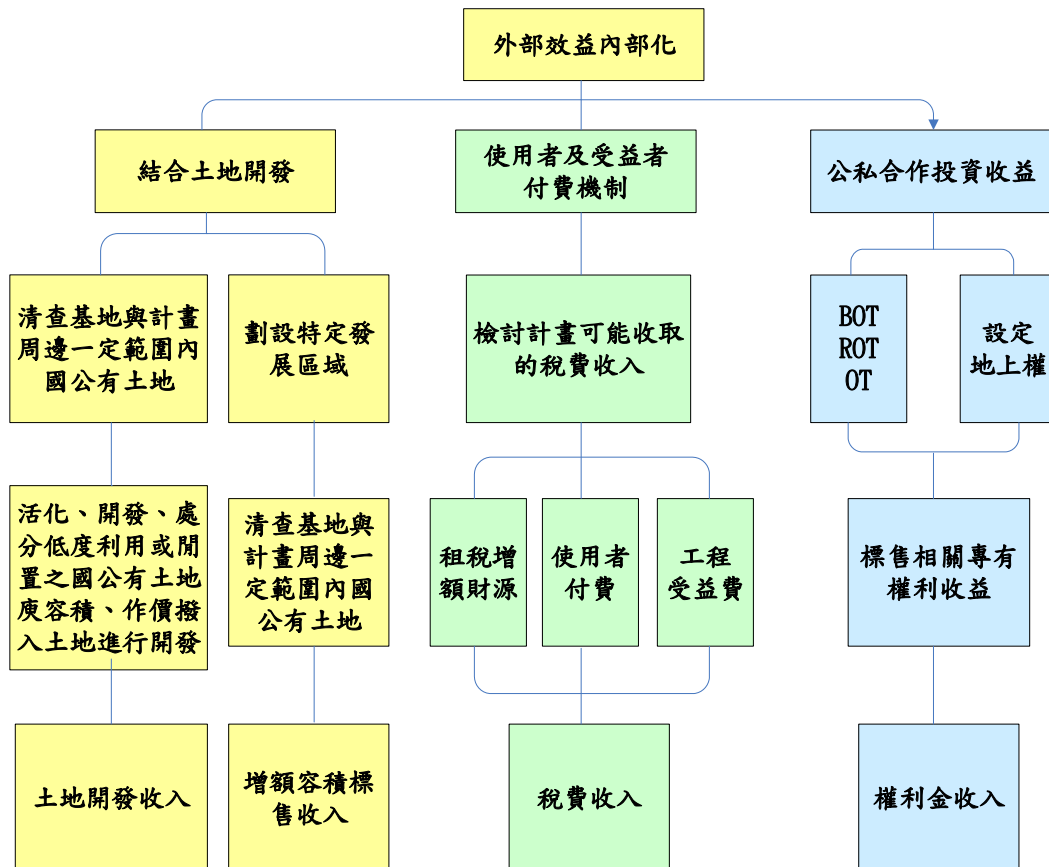 外部效益內部化
結合土地開發
使用者及受益者
付費機制
公私合作投資收益
清查基地與計畫
周邊一定範圍內
國公有土地
劃設特定發
展區域
檢討計畫可能收取
的稅費收入
BOT
ROT
OT
設定
地上權
活化、開發、處
分低度利用或閒
置之國公有土地
庾容積、作價撥
入土地進行開發
清查基地與
計畫周邊一
定範圍內國
公有土地
租稅增
額財源
使用者
付費
工程
受益費
標售相關專有
權利收益
土地開發收入
增額容積標
售收入
稅費收入
權利金收入